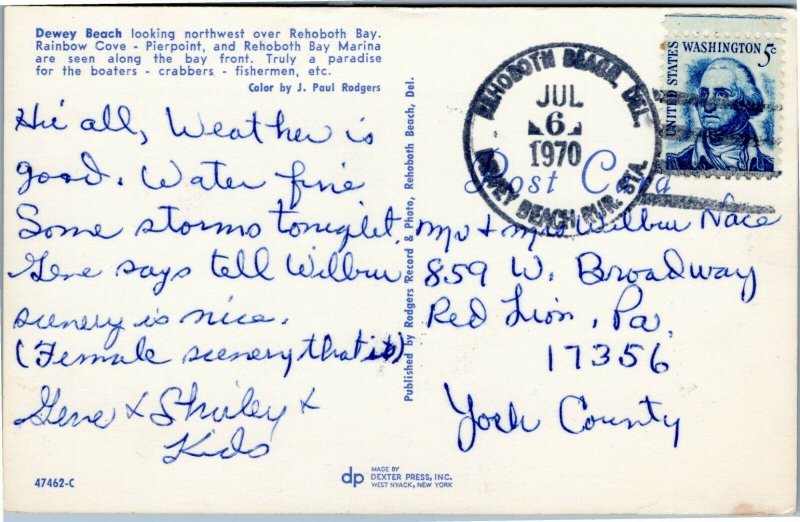 Dewey Beach looking northwest over Rehoboth Bay.
Rainbow Cove - Pierpoint, and Rehoboth Bay Marina
are seen along the bay front. Truly a paradise
for the boaters - crabbers - fishermen, etc.
Color by J. Paul Rodgers
Hi all, Weather is
good. Water fine
Some storms tonight.
Gene says tell Wilbur
scenery is nice.
(Female scenery that is)
Gene & Shirley &
Kids
47462-C
Published by Rodgers Record & Photo, Rehoboth Beach, Del.
dp
MADE BY
DEXTER PRESS, INC.
WEST NYACK, NEW YORK
REHOBOTH BEACH, DEL.
JUL
6
1970
DEWEY BEACH RUR. STA.
UNITED STATES
WASHINGTON 5c
Post Card
Mr & Mrs Wilbur Nace
859 W. Broadway
Red Lion, Pa.
17356
York County